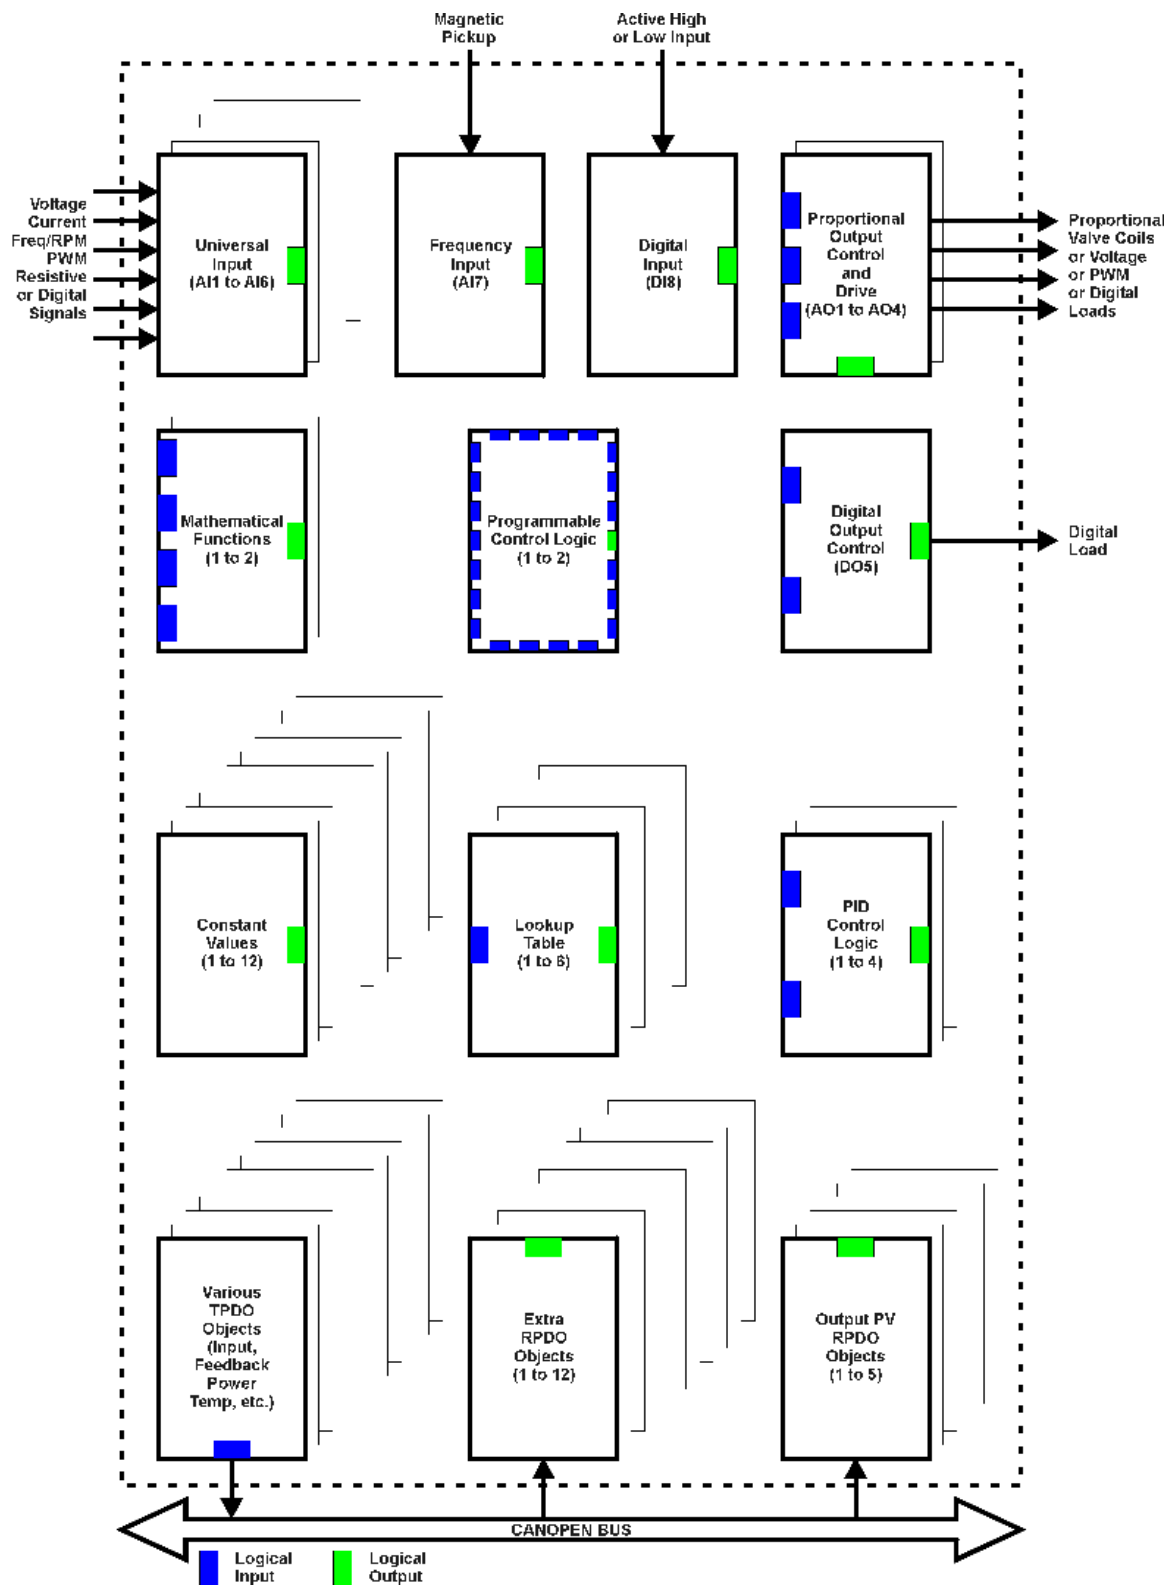 Magnetic
Pickup
Active High
or Low Input
Voltage
Current
Freq/RPM
PWM
Resistive
or Digital
Signals
Universal
Input
(AI1 to AI6)
Frequency
Input
(AI7)
Digital
Input
(DI8)
Proportional
Output
Control
and
Drive
(AO1 to AO4)
Proportional
Valve Coils
or Voltage
or PWM
or Digital
Loads
Mathematical
Functions
(1 to 2)
Programmable
Control Logic
(1 to 2)
Digital
Output
Control
(DO5)
Digital
Load
Constant
Values
(1 to 12)
Lookup
Table
(1 to 6)
PID
Control
Logic
(1 to 4)
Various
TPDO
Objects
(Input,
Feedback
Power
Temp, etc.)
Extra
RPDO
Objects
(1 to 12)
Output PV
RPDO
Objects
(1 to 5)
CANOPEN BUS
Logical
Input
Logical
Output